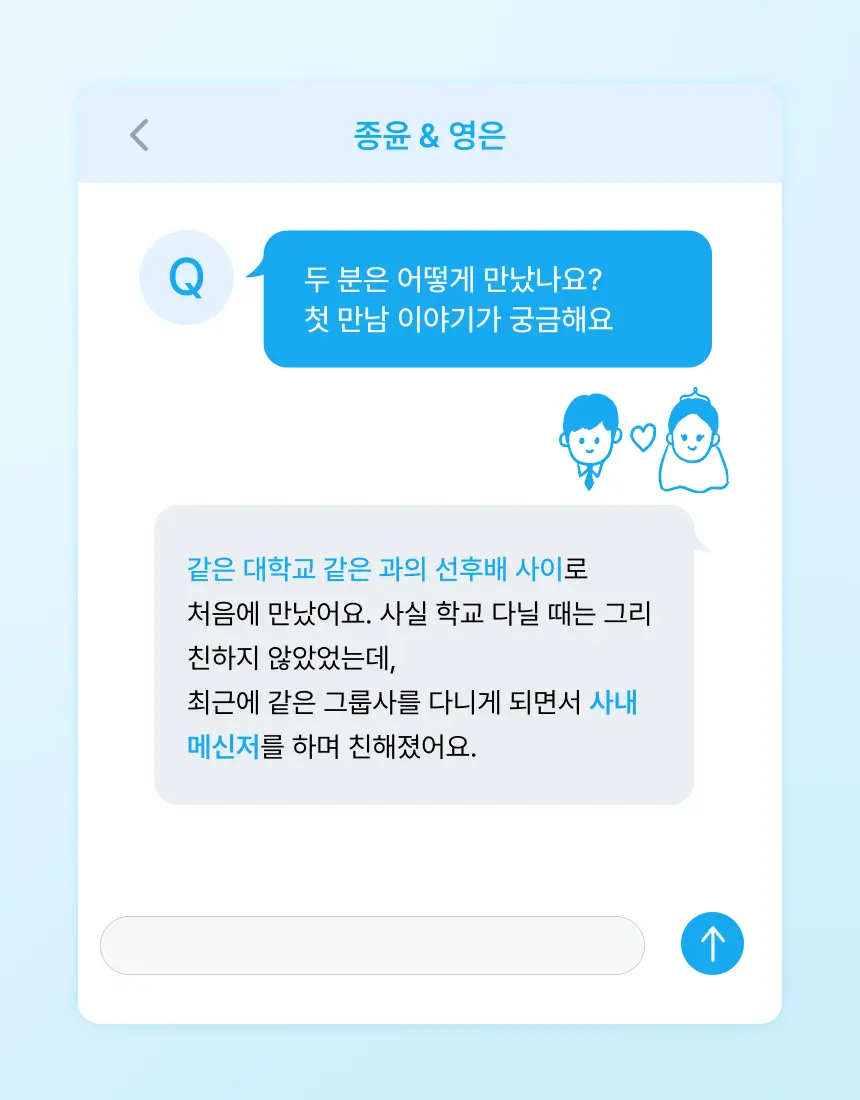 종윤 & 영은
Q
두 분은 어떻게 만났나요?
첫 만남 이야기가 궁금해요
같은 대학교 같은 과의 선후배 사이로
처음에 만났어요. 사실 학교 다닐 때는 그리
친하지 않았었는데,
최근에 같은 그룹사를 다니게 되면서 사내
메신저를 하며 친해졌어요.